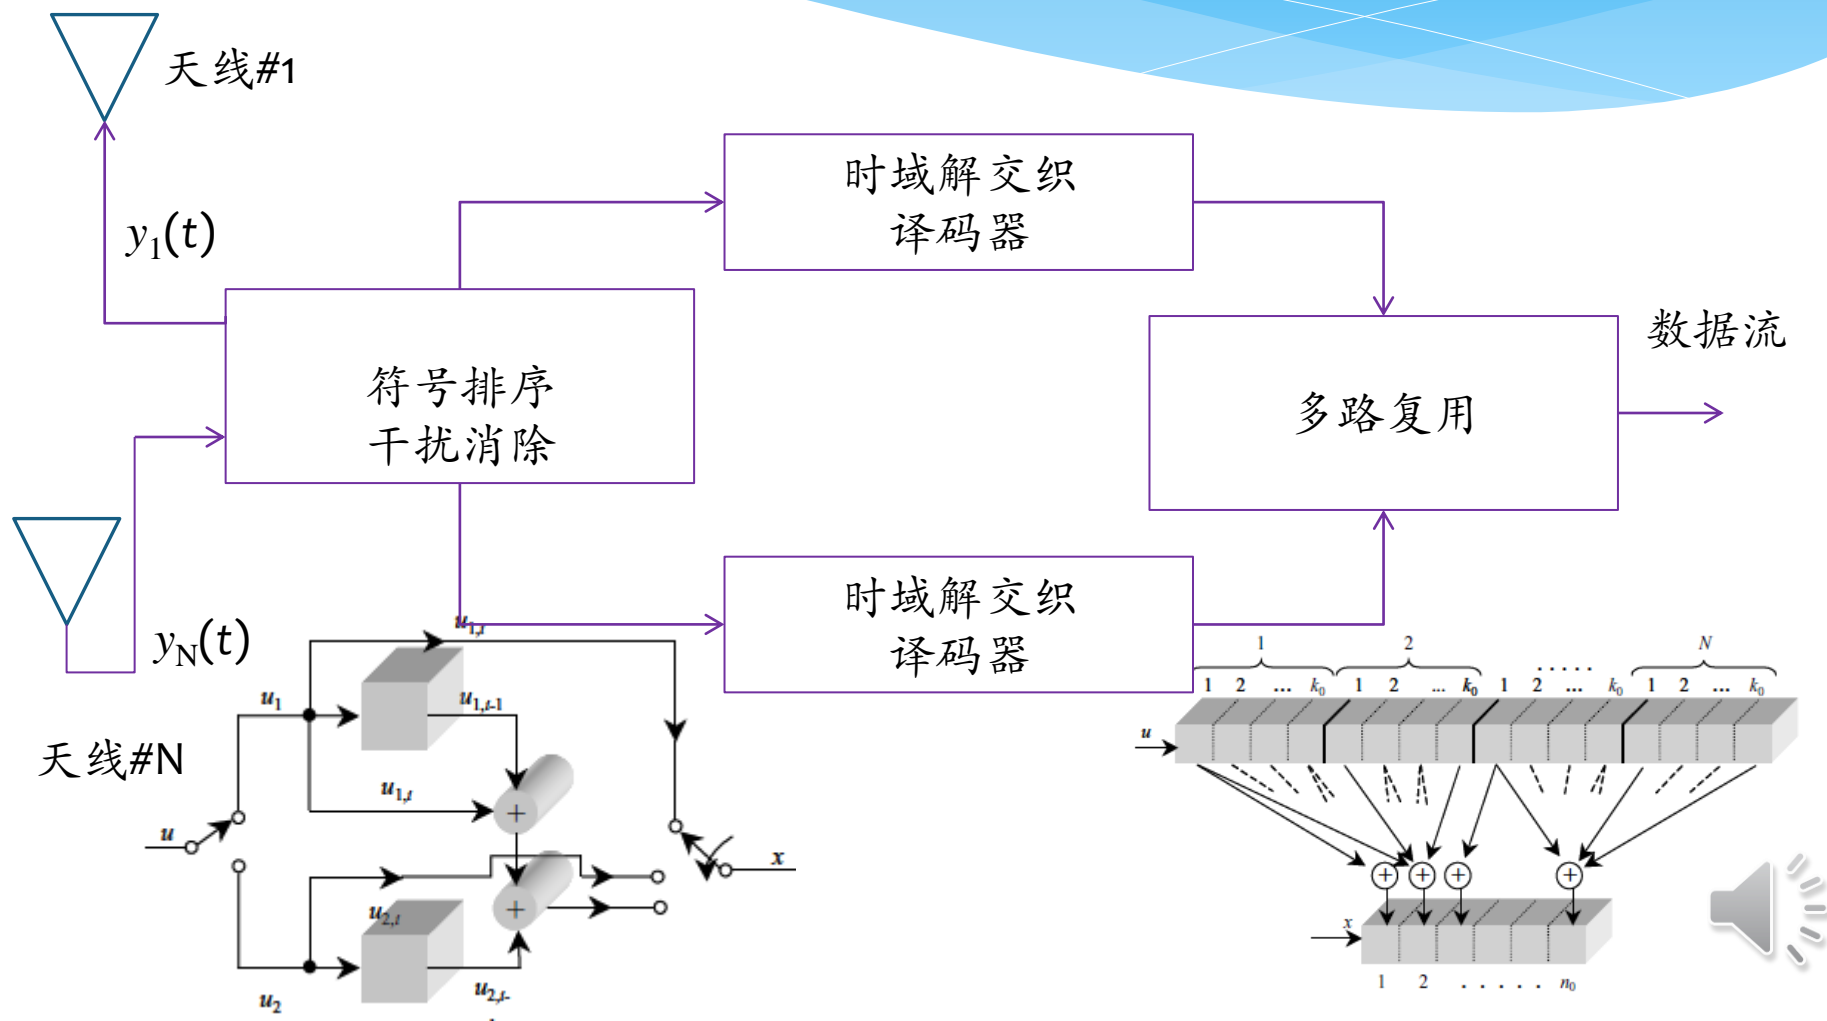 天线#1
时域解交织
译码器
y1(t)
数据流
符号排序
干扰消除
多路复用
时域解交织
译码器
yN(t)
天线#N
u1,t
u1
u1,t-1
u1,t
u
x
u2,t
u2
u2,t-
1 2 ..... N
1 2 ... k0 1 2 ... k0 1 2 ... k0 1 2 ... k0
u
+
+
+ + + +
x
1 2 ..... n0